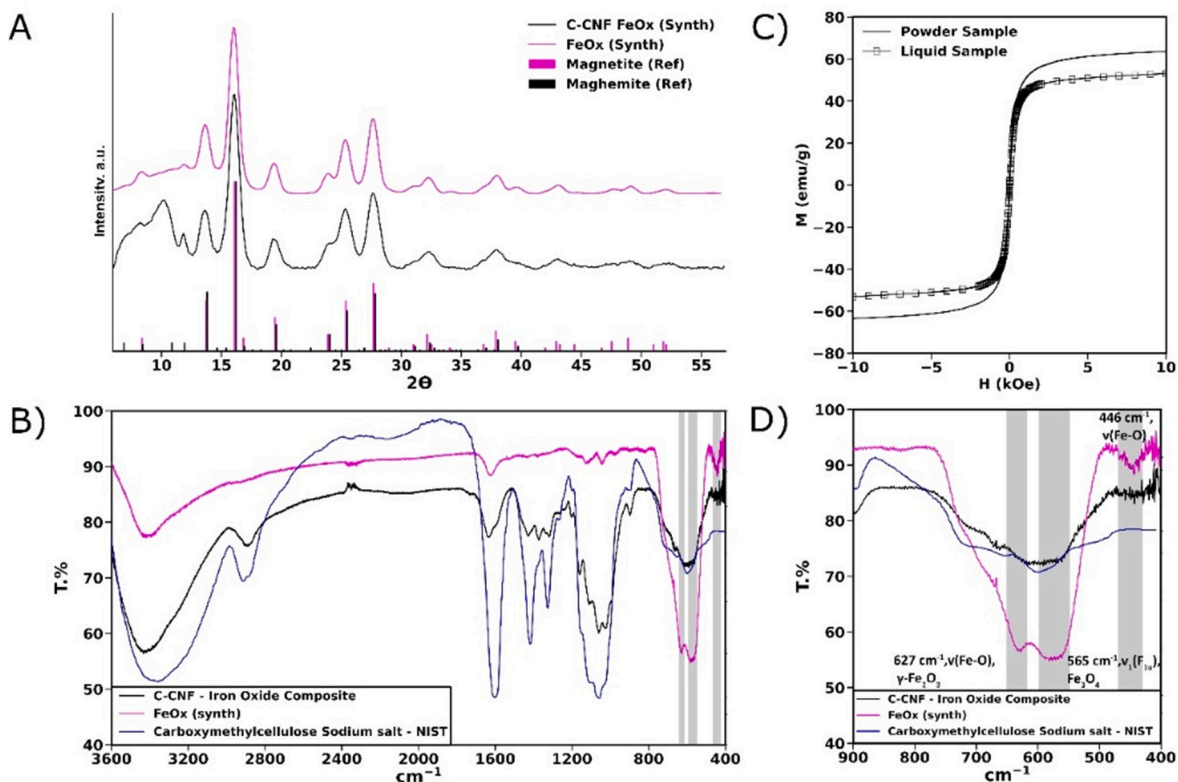 A
C-CNF FeOx (Synth)
FeOx (Synth)
Magnetite (Ref)
Maghemite (Ref)
Intensity. a.u.
10 15 20 25 30 35 40 45 50 55
2Θ
C)
Powder Sample
Liquid Sample
80
60
40
20
0
−20
−40
−60
−80
M (emu/g)
−10 −5 0 5 10
H (kOe)
B)
100
90
80
70
60
50
40
T.%
C-CNF - Iron Oxide Composite
FeOx (synth)
Carboxymethylcellulose Sodium salt - NIST
3600 3200 2800 2400 2000 1600 1200 800 400
cm⁻¹
D)
100
90
80
70
60
50
40
T.%
446 cm⁻¹,
ν(Fe-O)
627 cm⁻¹,ν(Fe-O),
γ-Fe₂O₃
565 cm⁻¹,ν₁(F₁ᵤ),
Fe₃O₄
C-CNF - Iron Oxide Composite
FeOx (synth)
Carboxymethylcellulose Sodium salt - NIST
900 800 700 600 500 400
cm⁻¹